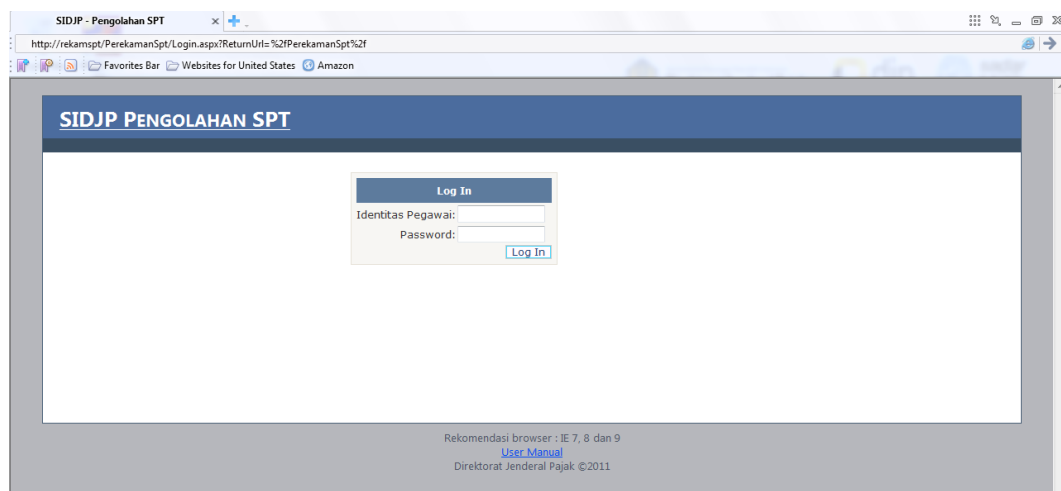 SIDJP - Pengolahan SPT
http://rekamspt/PerekamanSpt/Login.aspx?ReturnUrl=%2fPerekamanSpt%2f
Favorites Bar Websites for United States Amazon
SIDJP PENGOLAHAN SPT
Log In
Identitas Pegawai:
Password:
Log In
Rekomendasi browser : IE 7, 8 dan 9
User Manual
Direktorat Jenderal Pajak ©2011